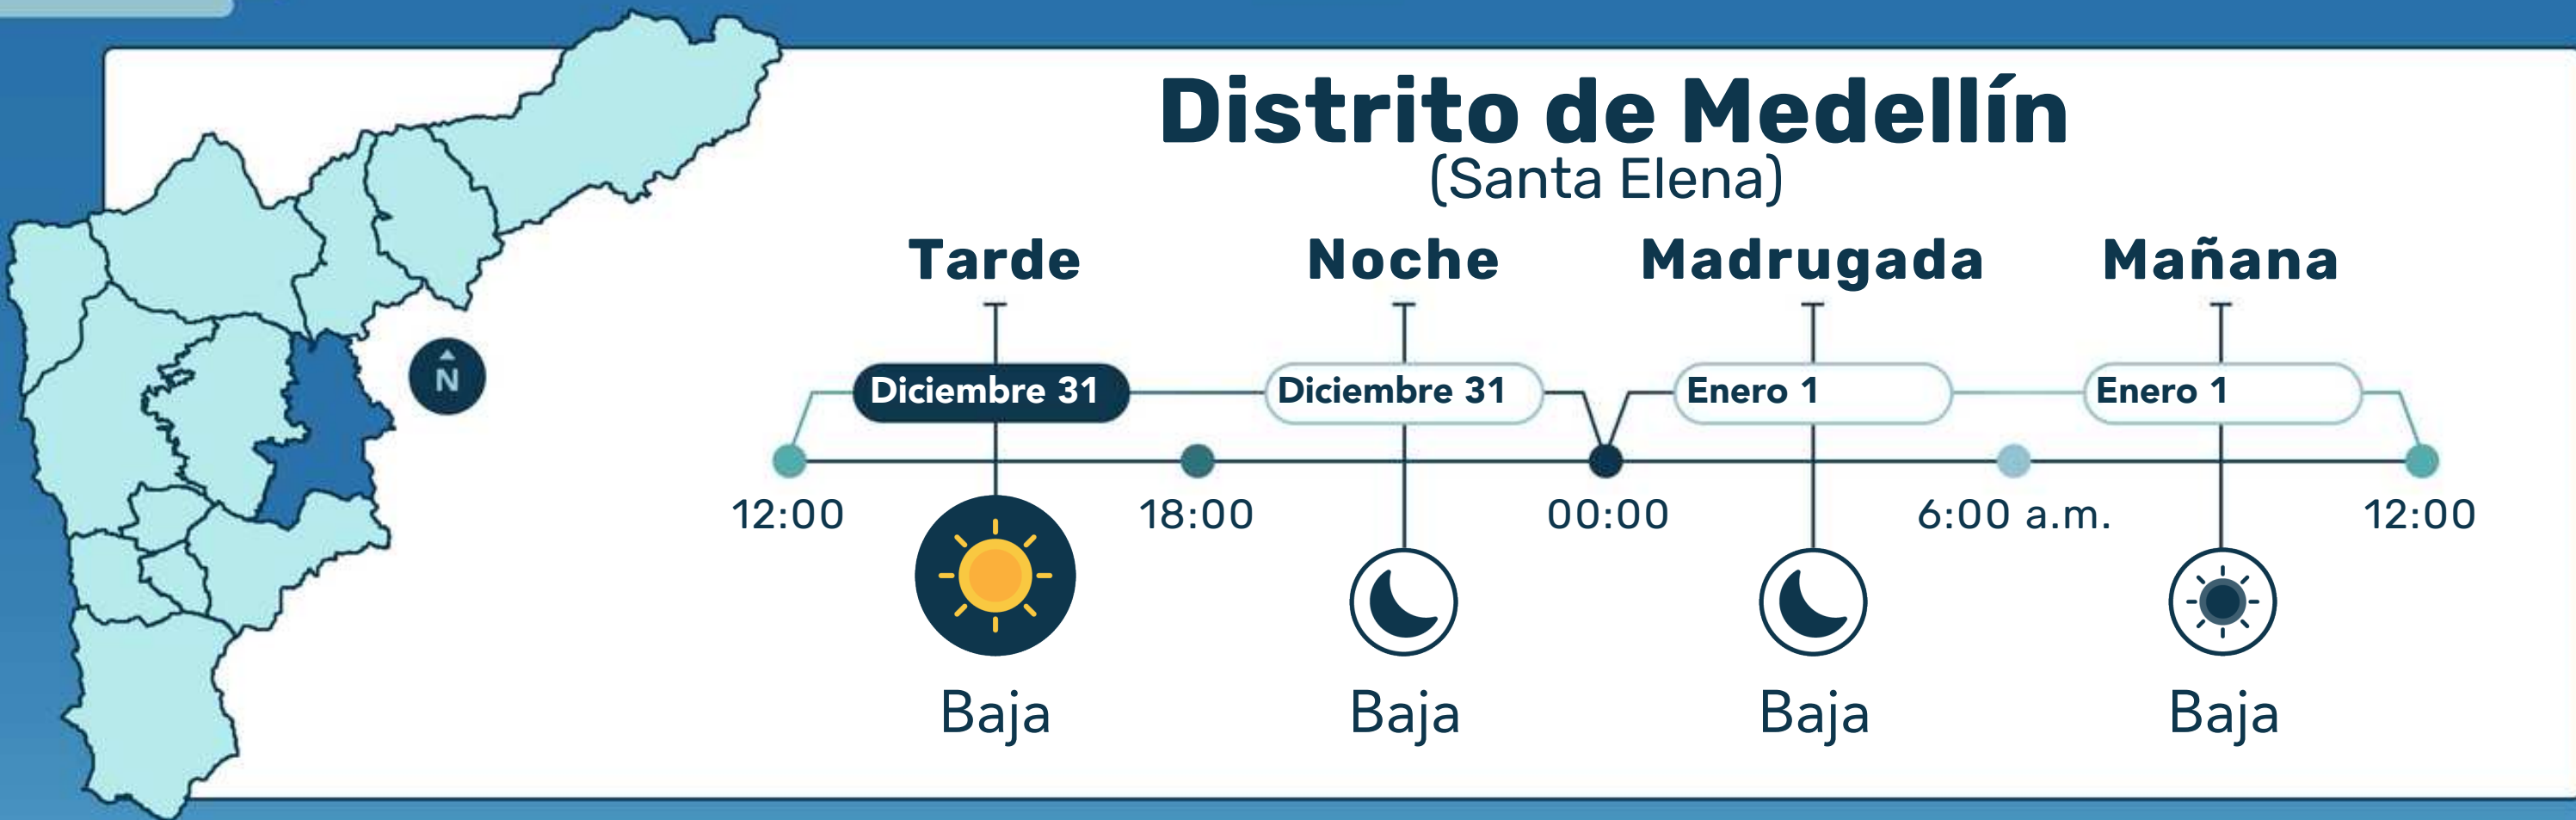 Distrito de Medellín
(Santa Elena)
Tarde Noche Madrugada Mañana
Diciembre 31 Diciembre 31 Enero 1 Enero 1
N
12:00 18:00 00:00 6:00 a.m. 12:00
Baja Baja Baja Baja